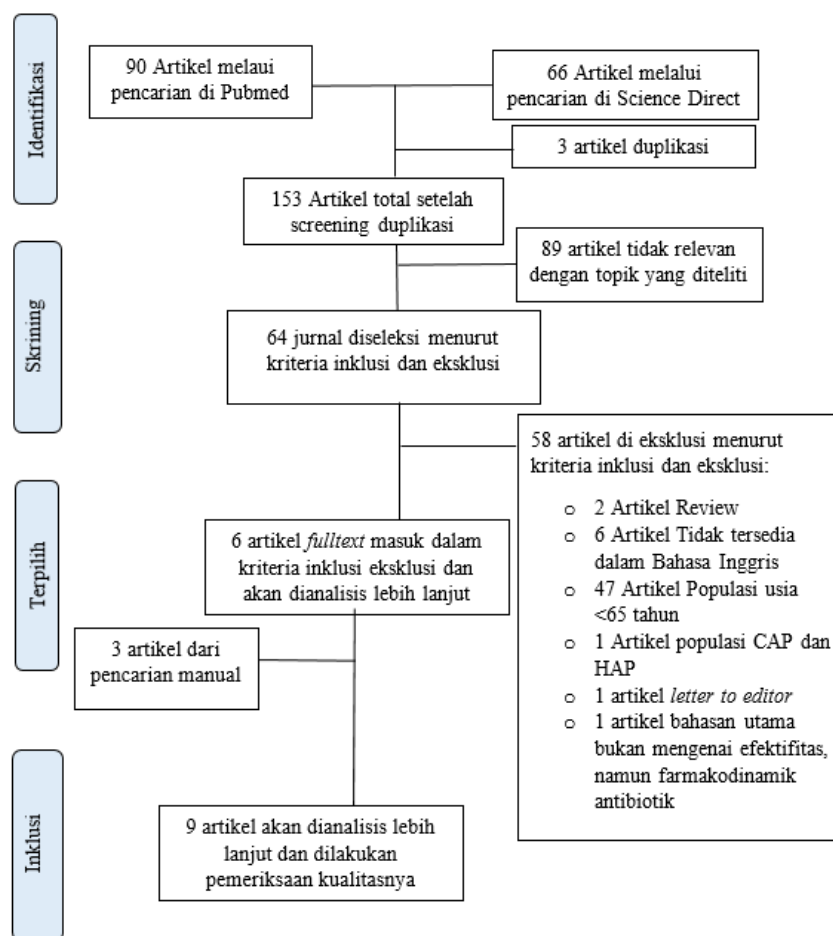 Identifikasi
90 Artikel melaui
pencarian di Pubmed
66 Artikel melalui
pencarian di Science Direct
3 artikel duplikasi
153 Artikel total setelah
screening duplikasi
Skrining
89 artikel tidak relevan
dengan topik yang diteliti
64 jurnal diseleksi menurut
kriteria inklusi dan eksklusi
58 artikel di eksklusi menurut
kriteria inklusi dan eksklusi:
o 2 Artikel Review
o 6 Artikel Tidak tersedia
dalam Bahasa Inggris
o 47 Artikel Populasi usia
<65 tahun
o 1 Artikel populasi CAP dan
HAP
o 1 artikel letter to editor
o 1 artikel bahasan utama
bukan mengenai efektifitas,
namun farmakodinamik
antibiotik
Terpilih
6 artikel fulltext masuk dalam
kriteria inklusi eksklusi dan
akan dianalisis lebih lanjut
3 artikel dari
pencarian manual
Inklusi
9 artikel akan dianalisis lebih
lanjut dan dilakukan
pemeriksaan kualitasnya